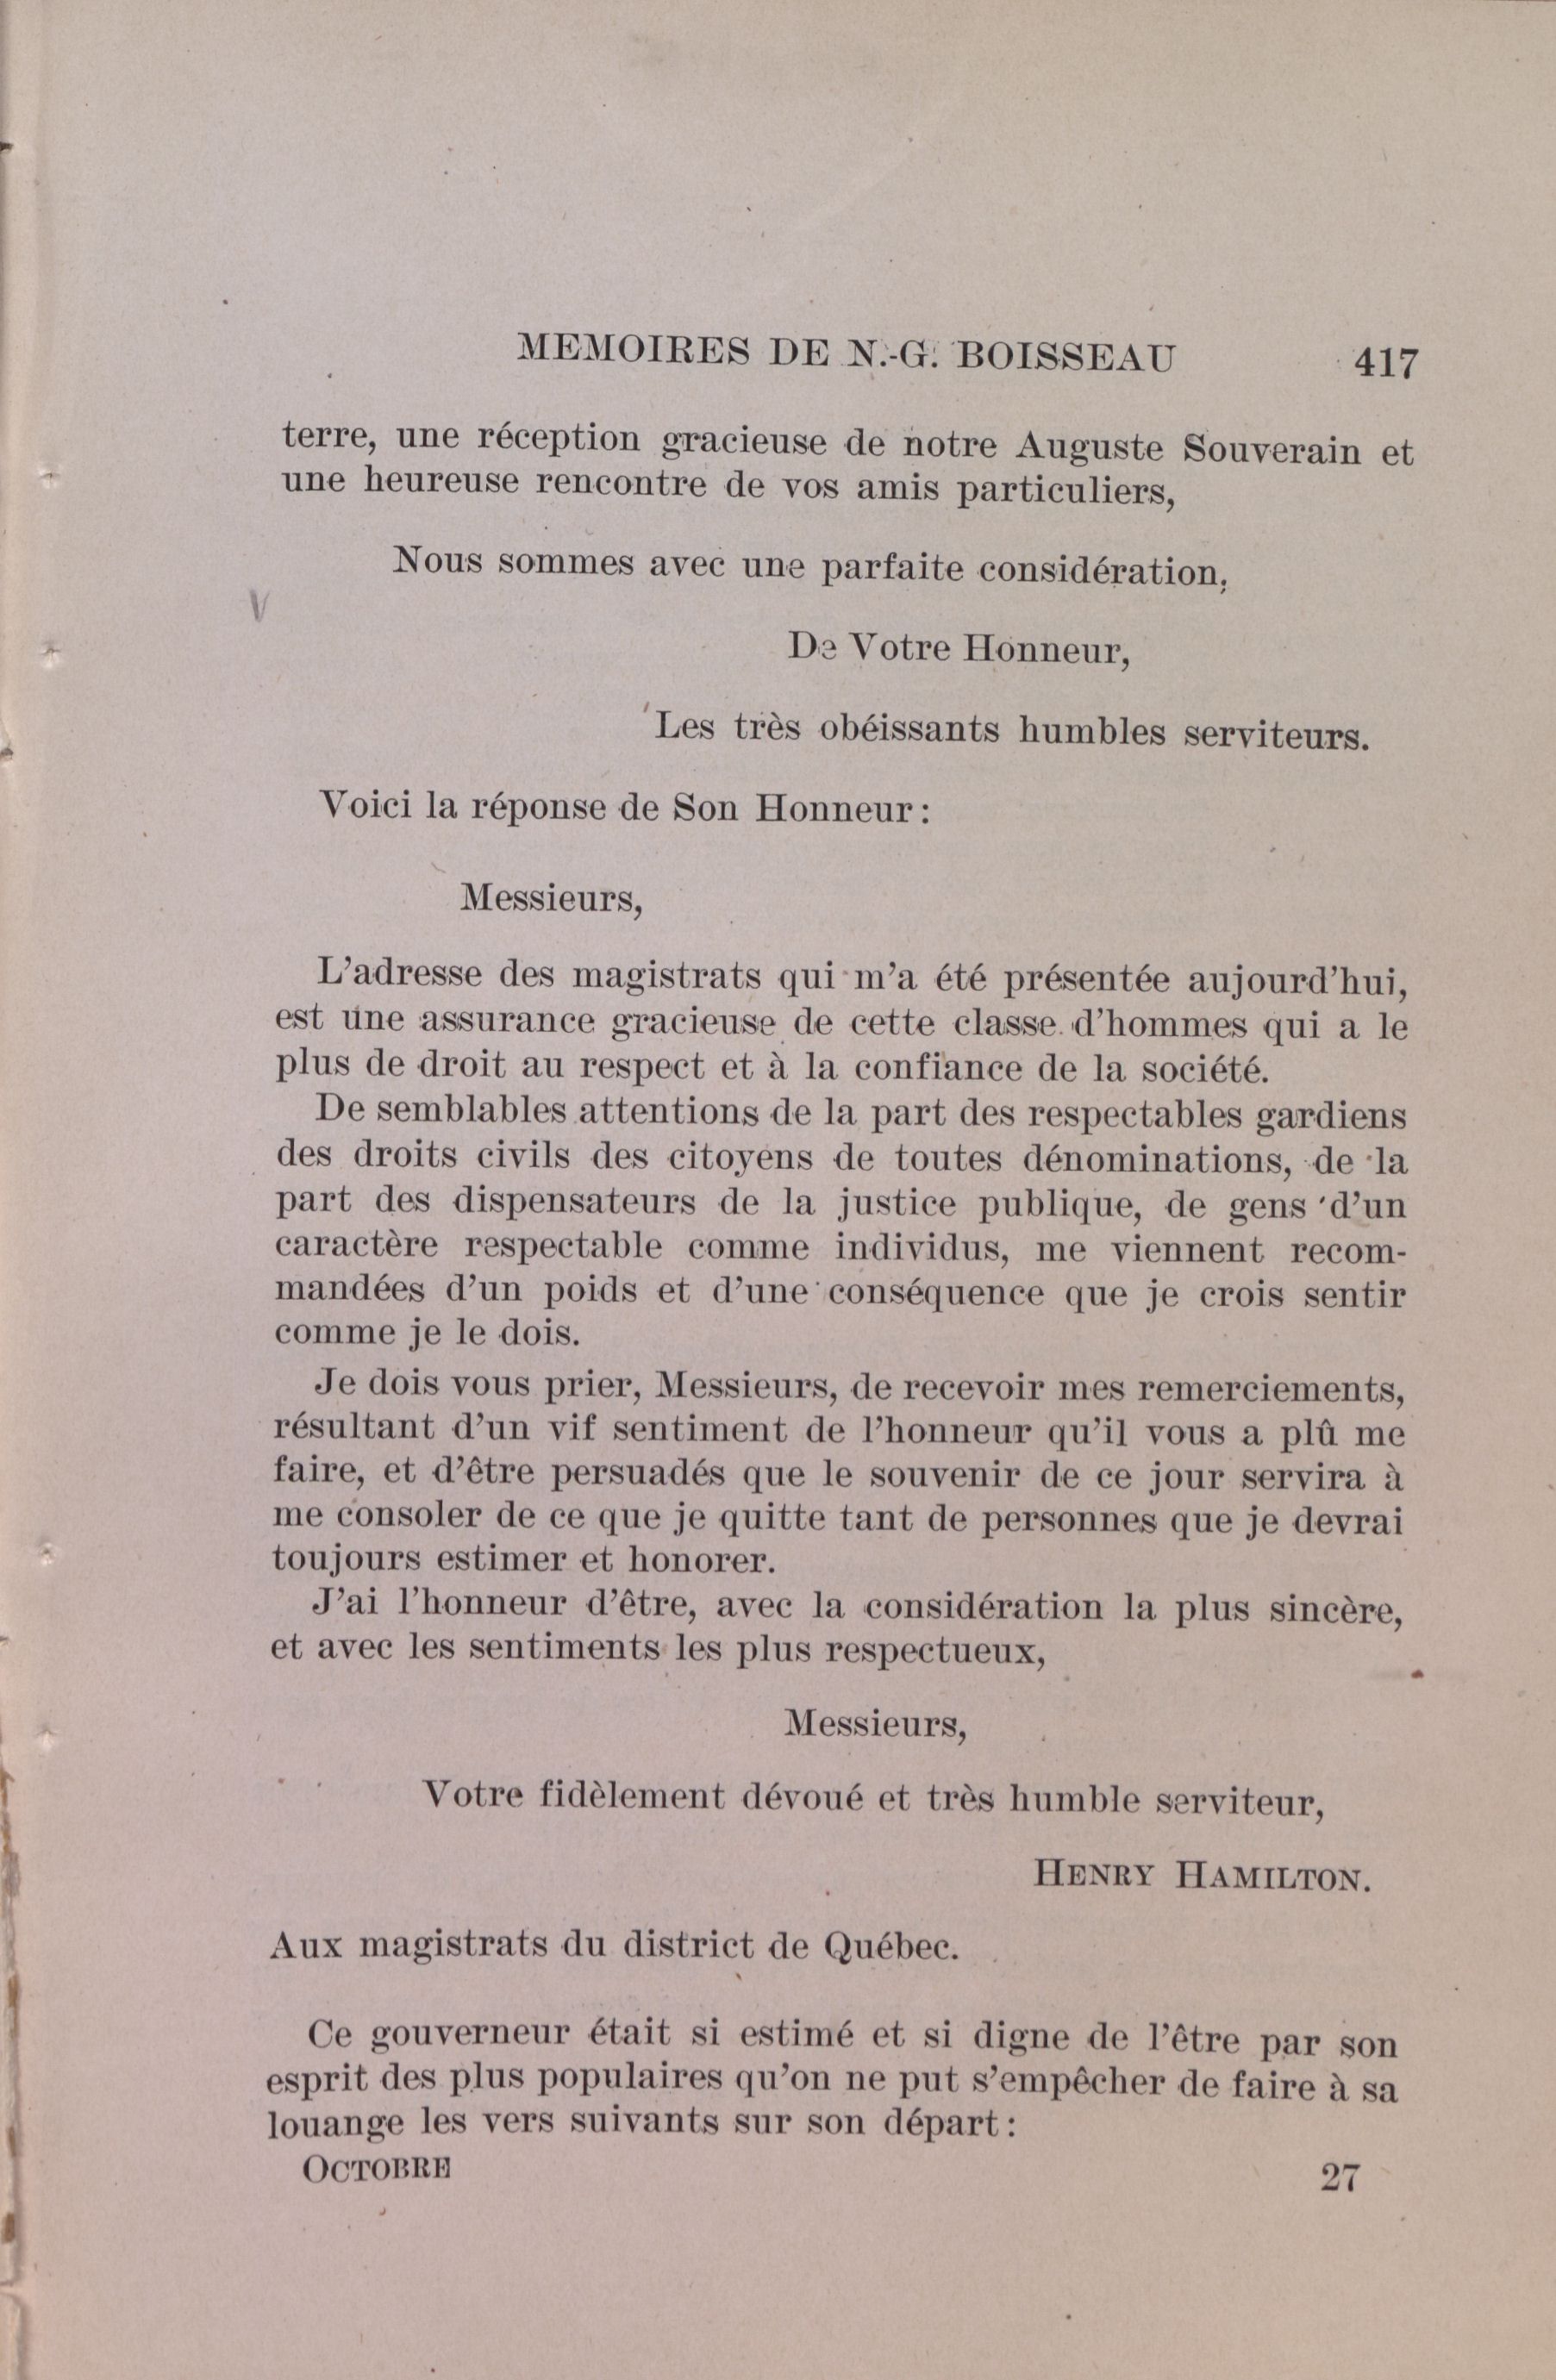 MEMOIRES DE N.-G. BOISSEAU 417
terre, une réception gracieuse de notre Auguste Souverain et
une heureuse rencontre de vos amis particuliers,
Nous sommes avec une parfaite considération,
De Votre Honneur,
Les très obéissants humbles serviteurs.
Voici la réponse de Son Honneur :
Messieurs,
L'adresse des magistrats qui m'a été présentée aujourd'hui,
est une assurance gracieuse de cette classe d'hommes qui a le
plus de droit au respect et à la confiance de la société.
De semblables attentions de la part des respectables gardiens
des droits civils des citoyens de toutes dénominations, de la
part des dispensateurs de la justice publique, de gens d'un
caractère respectable comme individus, me viennent recom-
mandées d'un poids et d'une conséquence que je crois sentir
comme je le dois.
Je dois vous prier, Messieurs, de recevoir mes remerciements,
résultant d'un vif sentiment de l'honneur qu'il vous a plû me
faire, et d'être persuadés que le souvenir de ce jour servira à
me consoler de ce que je quitte tant de personnes que je devrai
toujours estimer et honorer.
J'ai l'honneur d'être, avec la considération la plus sincère,
et avec les sentiments les plus respectueux,
Messieurs,
Votre fidèlement dévoué et très humble serviteur,
HENRY HAMILTON.
Aux magistrats du district de Québec.
Ce gouverneur était si estimé et si digne de l'être par son
esprit des plus populaires qu'on ne put s'empêcher de faire à sa
louange les vers suivants sur son départ :
OCTOBRE 27